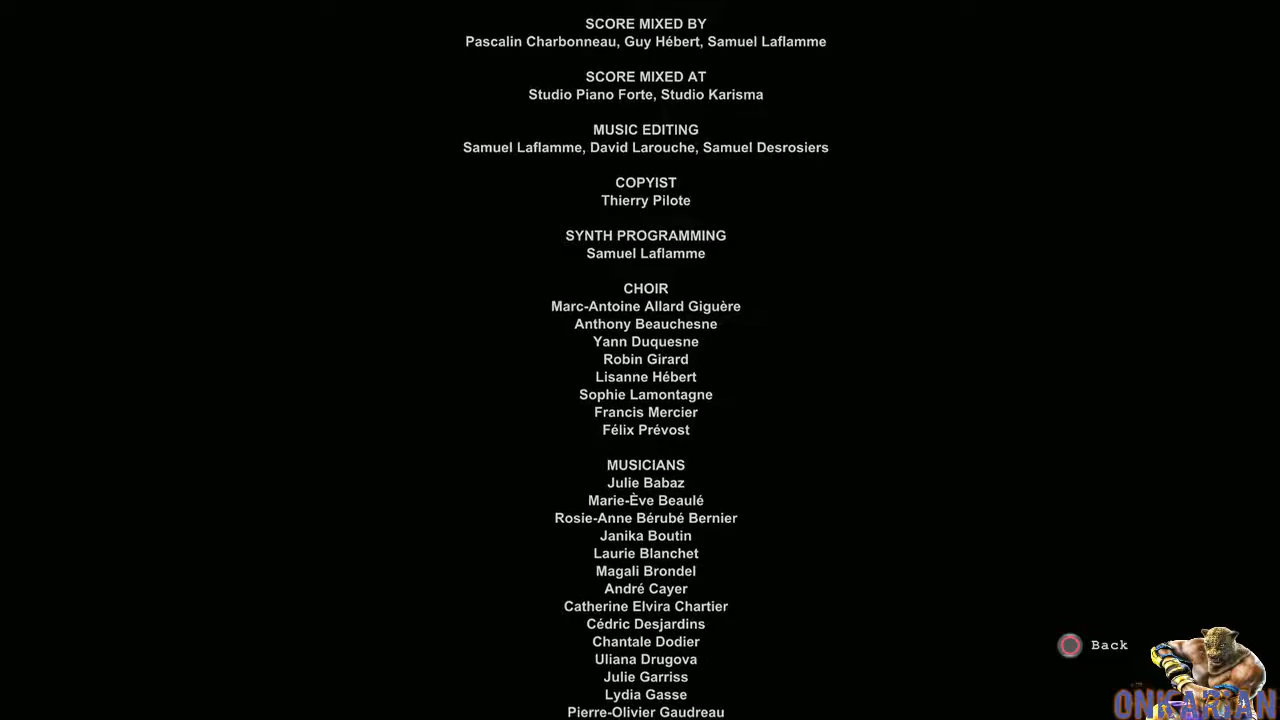 SCORE MIXED BY
Pascalin Charbonneau, Guy Hébert, Samuel Laflamme
SCORE MIXED AT
Studio Piano Forte, Studio Karisma
MUSIC EDITING
Samuel Laflamme, David Larouche, Samuel Desrosiers
COPYIST
Thierry Pilote
SYNTH PROGRAMMING
Samuel Laflamme
CHOIR
Marc-Antoine Allard Giguère
Anthony Beauchesne
Yann Duquesne
Robin Girard
Lisanne Hébert
Sophie Lamontagne
Francis Mercier
Félix Prévost
MUSICIANS
Julie Babaz
Marie-Ève Beaulé
Rosie-Anne Bérubé Bernier
Janika Boutin
Laurie Blanchet
Magali Brondel
André Cayer
Catherine Elvira Chartier
Cédric Desjardins
Chantale Dodier
Uliana Drugova
Julie Garriss
Lydia Gasse
Pierre-Olivier Gaudreau
Back
ONKARIAN